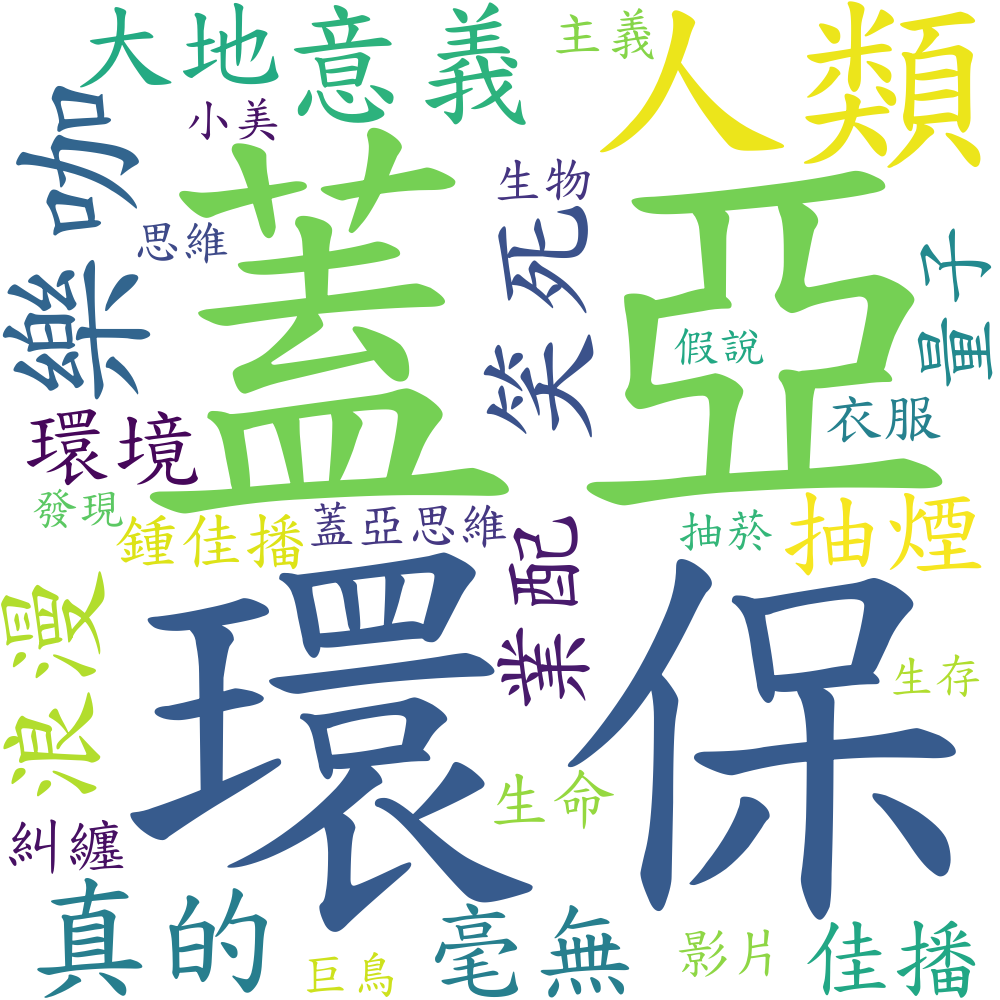 大地
意義
主義
人類
小美
咖樂
蓋亞
生物
思維
笑死
量子
假說
衣服
環境
發現
鍾佳播
蓋亞思維
業配
抽菸
抽煙
浪漫
環保
生存
生命
糾纏
真的
毫無
影片
佳播
巨鳥